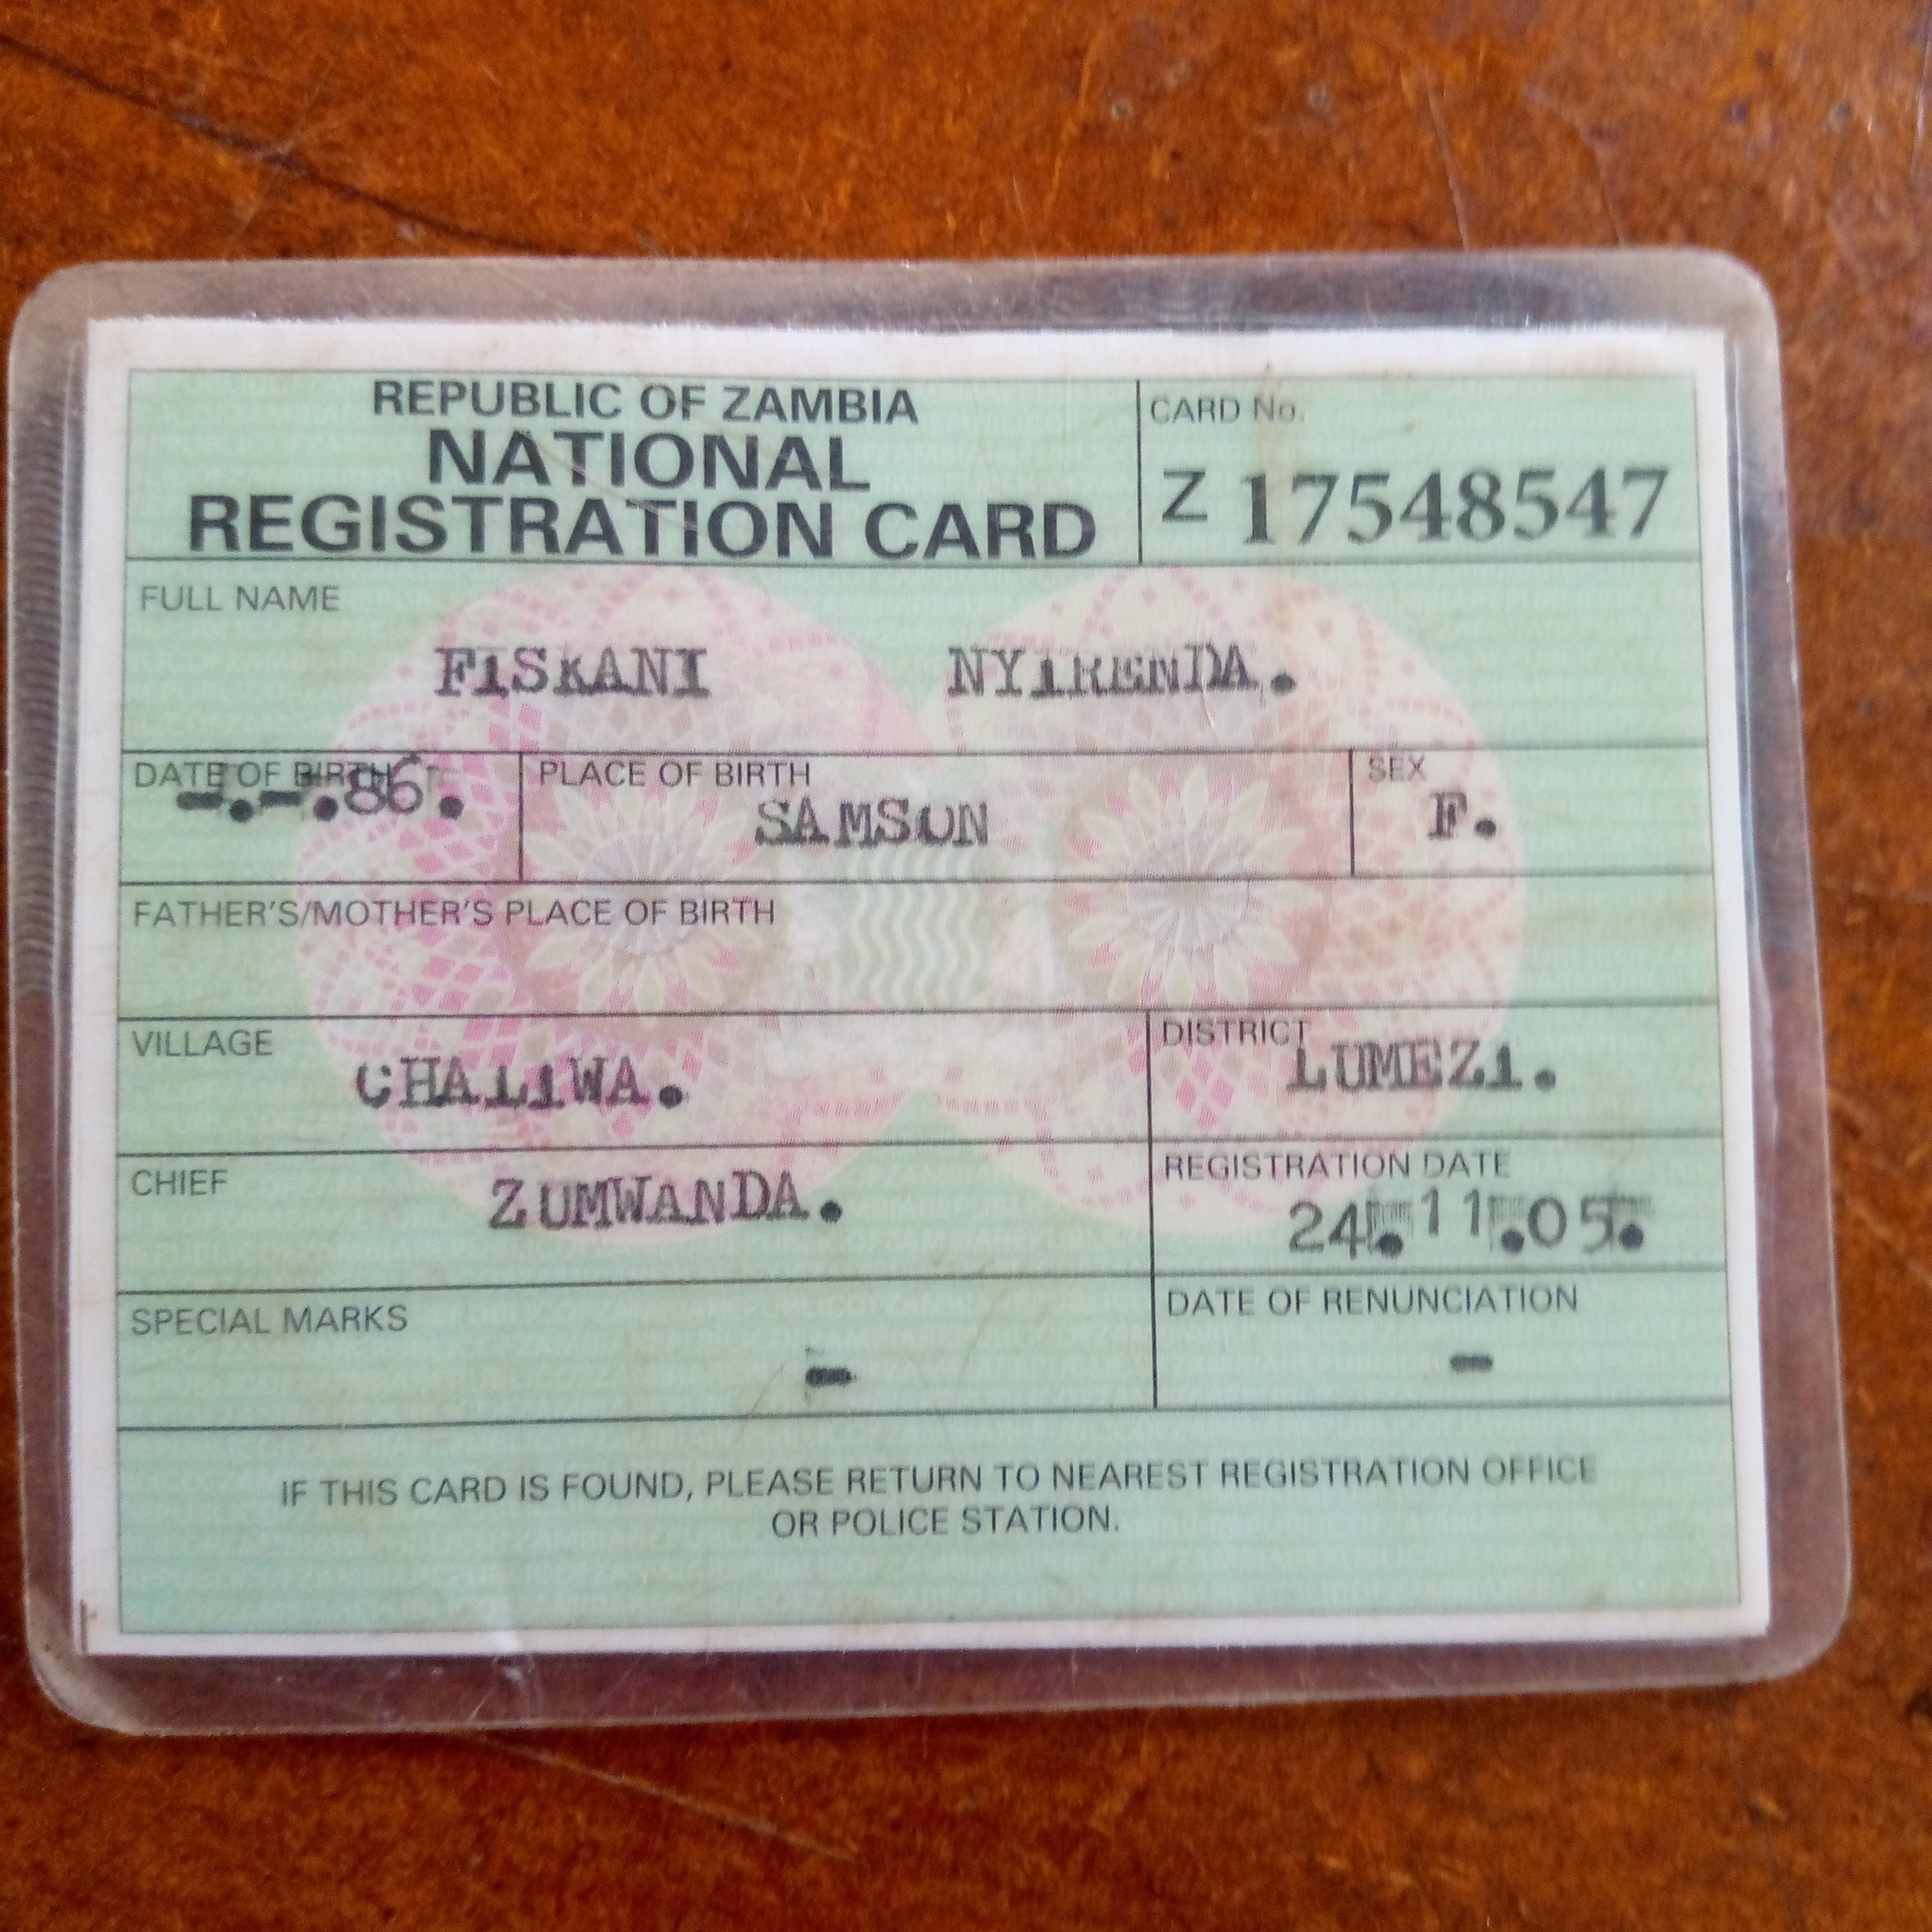 REPUBLIC OF ZAMBIA
NATIONAL
REGISTRATION CARD
CARD No.
Z 17548547
FULL NAME
FISKANI NYIRENDA.
DATE OF BIRTH
-.-.86.
PLACE OF BIRTH
SAMSON
SEX
F.
FATHER'S/MOTHER'S PLACE OF BIRTH
VILLAGE
CHALIWA.
DISTRICT
LUMEZI.
CHIEF
ZUMWANDA.
REGISTRATION DATE
24.11.05.
SPECIAL MARKS
-
DATE OF RENUNCIATION
-
IF THIS CARD IS FOUND, PLEASE RETURN TO NEAREST REGISTRATION OFFICE
OR POLICE STATION.